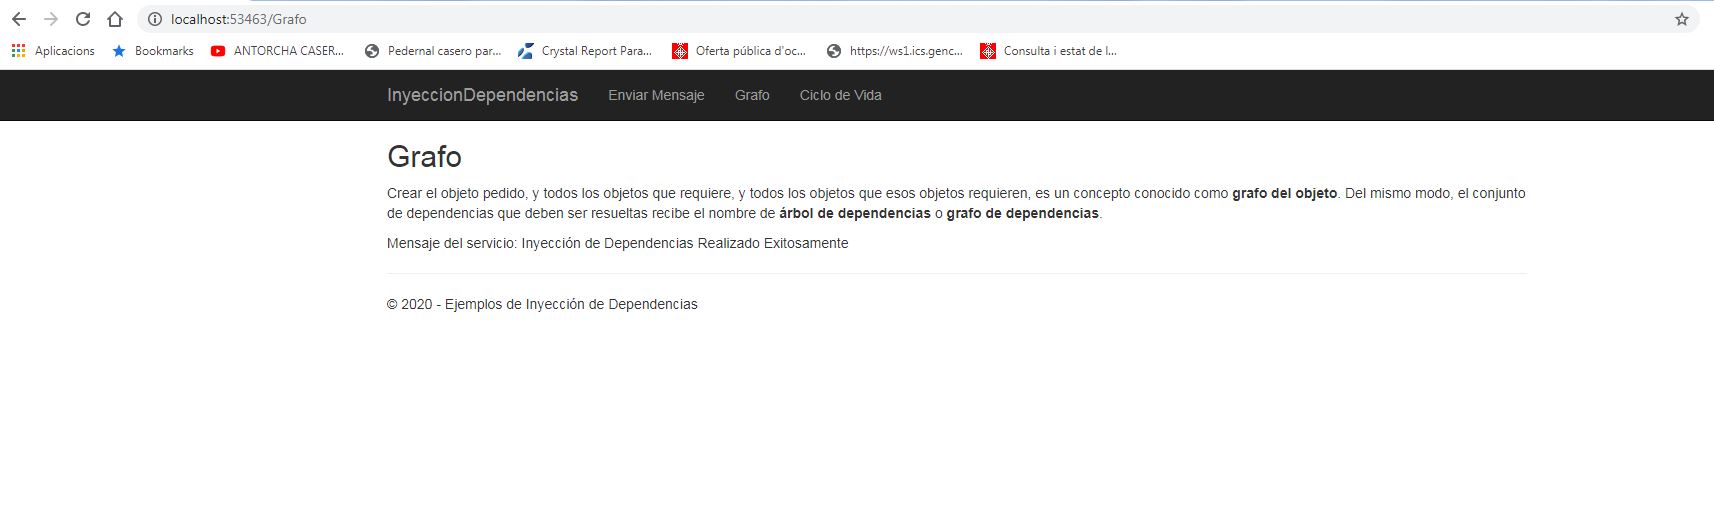 localhost:53463/Grafo
Aplicacions Bookmarks ANTORCHA CASER... Pedernal casero par... Crystal Report Para... Oferta pública d'oc... https://ws1.ics.genc... Consulta i estat de l...
InyeccionDependencias Enviar Mensaje Grafo Ciclo de Vida
Grafo
Crear el objeto pedido, y todos los objetos que requiere, y todos los objetos que esos objetos requieren, es un concepto conocido como grafo del objeto. Del mismo modo, el conjunto
de dependencias que deben ser resueltas recibe el nombre de árbol de dependencias o grafo de dependencias.
Mensaje del servicio: Inyección de Dependencias Realizado Exitosamente
© 2020 - Ejemplos de Inyección de Dependencias